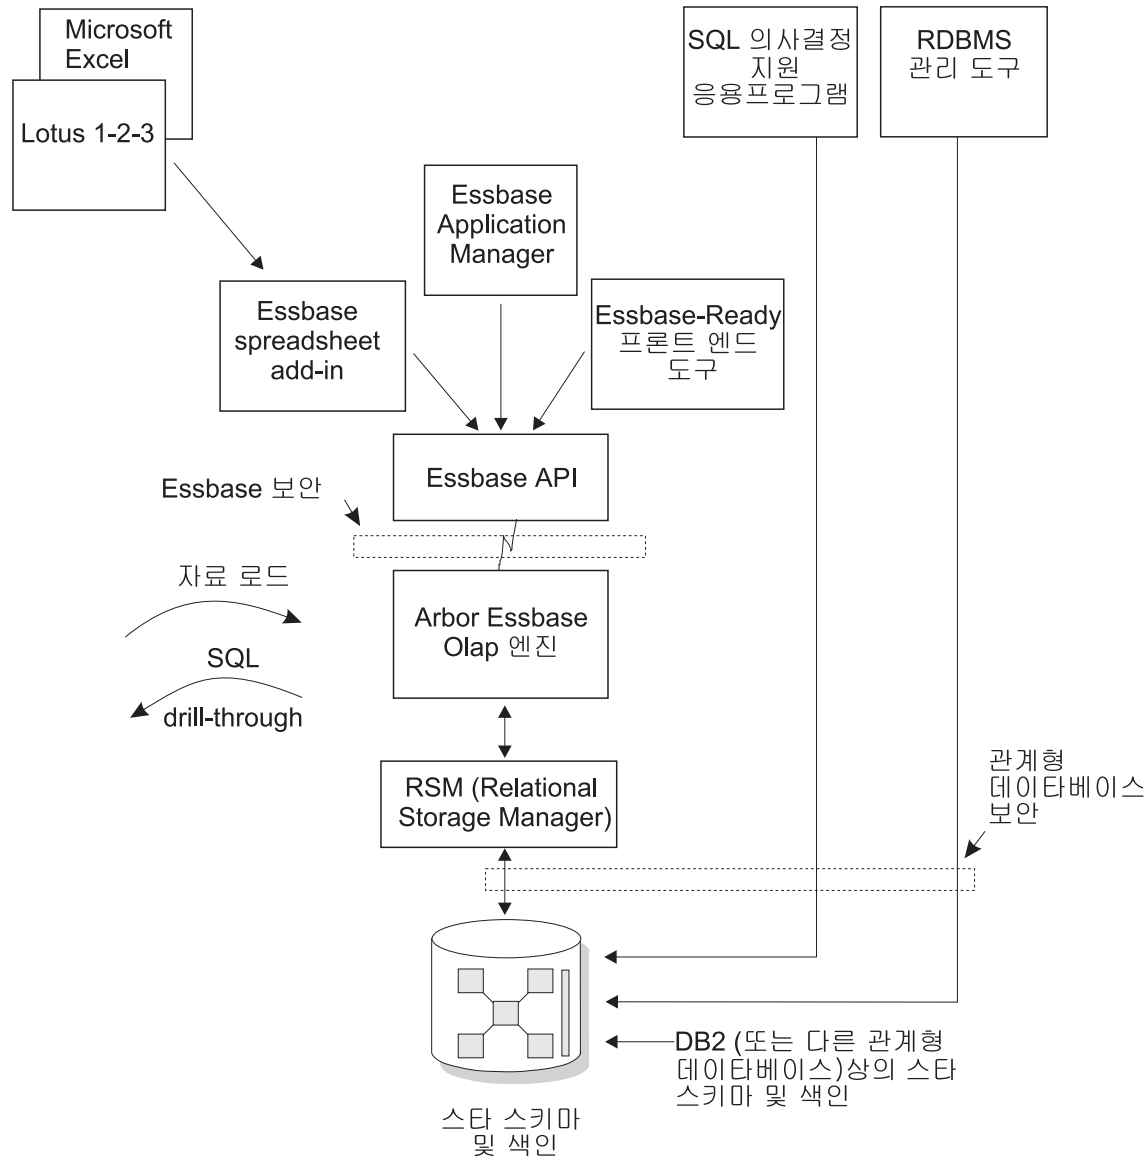 Microsoft
Excel
Lotus 1-2-3
SQL 의사결정
지원
응용프로그램
RDBMS
관리 도구
Essbase
Application
Manager
Essbase
spreadsheet
add-in
Essbase-Ready
프론트 엔드
도구
Essbase API
Essbase 보안
자료 로드
SQL
drill-through
Arbor Essbase
Olap 엔진
RSM (Relational
Storage Manager)
관계형
데이타베이스
보안
DB2 (또는 다른 관계형
데이타베이스)상의 스타
스키마 및 색인
스타 스키마
및 색인